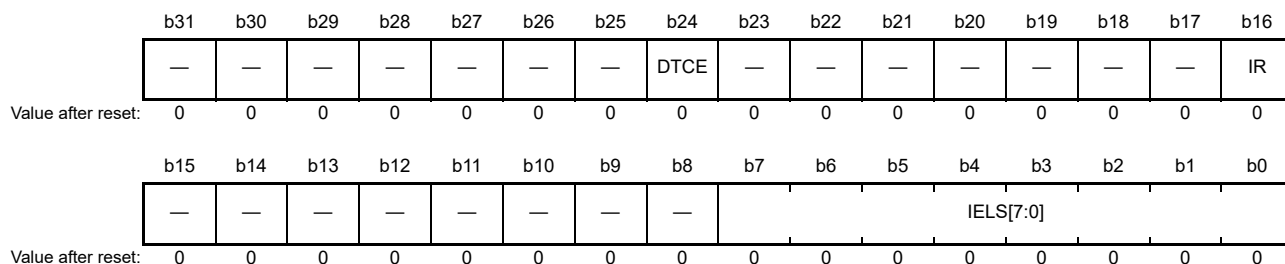 b31 b30 b29 b28 b27 b26 b25 b24 b23 b22 b21 b20 b19 b18 b17 b16
— — — — — — — DTCE — — — — — — — IR
Value after reset: 0 0 0 0 0 0 0 0 0 0 0 0 0 0 0 0
b15 b14 b13 b12 b11 b10 b9 b8 b7 b6 b5 b4 b3 b2 b1 b0
— — — — — — — — IELS[7:0]
Value after reset: 0 0 0 0 0 0 0 0 0 0 0 0 0 0 0 0